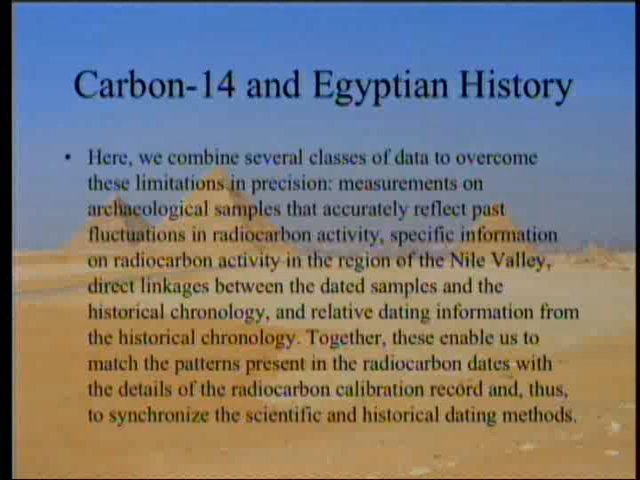 Carbon-14 and Egyptian History
• Here, we combine several classes of data to overcome
these limitations in precision: measurements on
archaeological samples that accurately reflect past
fluctuations in radiocarbon activity, specific information
on radiocarbon activity in the region of the Nile Valley,
direct linkages between the dated samples and the
historical chronology, and relative dating information from
the historical chronology. Together, these enable us to
match the patterns present in the radiocarbon dates with
the details of the radiocarbon calibration record and, thus,
to synchronize the scientific and historical dating methods.